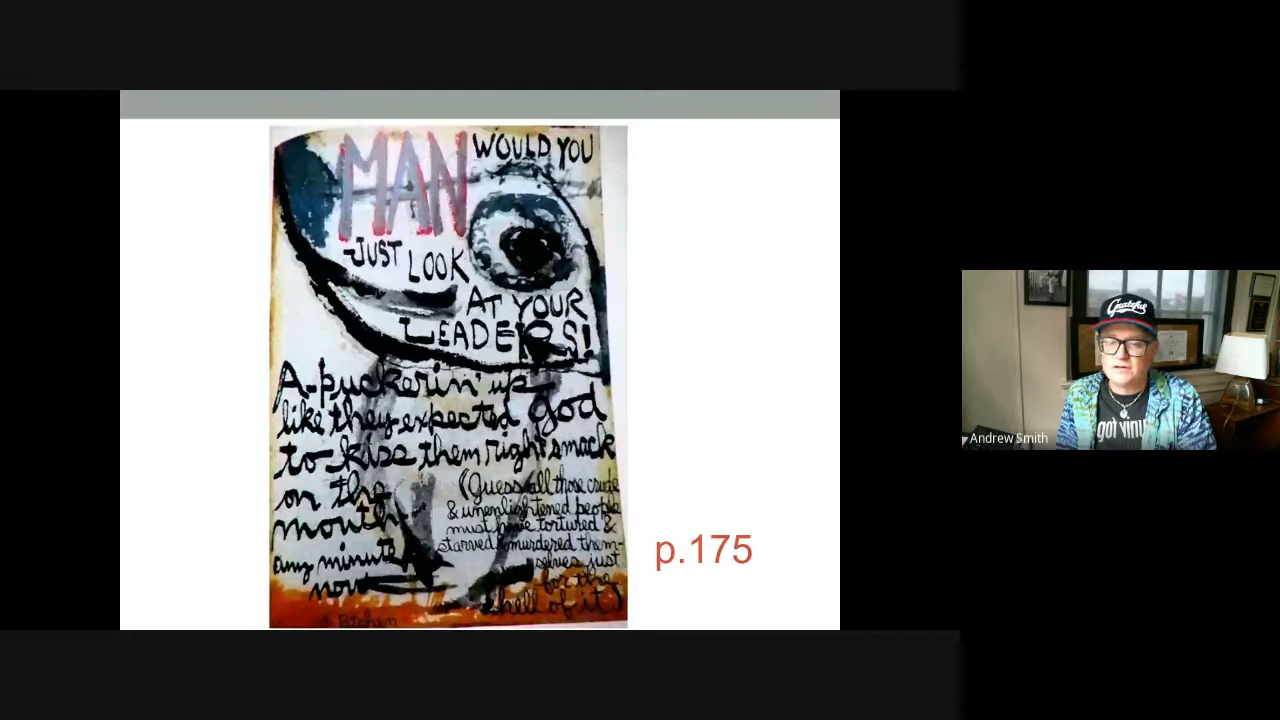 MAN WOULD YOU
JUST LOOK
AT YOUR
LEADERS!
A-puckerin' up
like they expected god
to kiss them right smack
on the
mouth
any minute
now
(Guess all those crude
& unenlightened people
must have tortured &
starved & murdered them-
selves just
for the
hell of it)
Patchen
p.175
Grateful
got vinyl
Andrew Smith